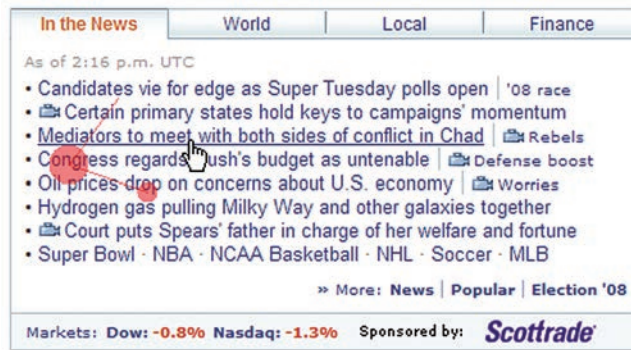 In the News World Local Finance
As of 2:16 p.m. UTC
• Candidates vie for edge as Super Tuesday polls open | '08 race
• Certain primary states hold keys to campaigns' momentum
• Mediators to meet with both sides of conflict in Chad | Rebels
• Congress regards Bush's budget as untenable | Defense boost
• Oil prices drop on concerns about U.S. economy | Worries
• Hydrogen gas pulling Milky Way and other galaxies together
• Court puts Spears' father in charge of her welfare and fortune
• Super Bowl · NBA · NCAA Basketball · NHL · Soccer · MLB
» More: News | Popular | Election '08
Markets: Dow: -0.8% Nasdaq: -1.3% Sponsored by: Scottrade